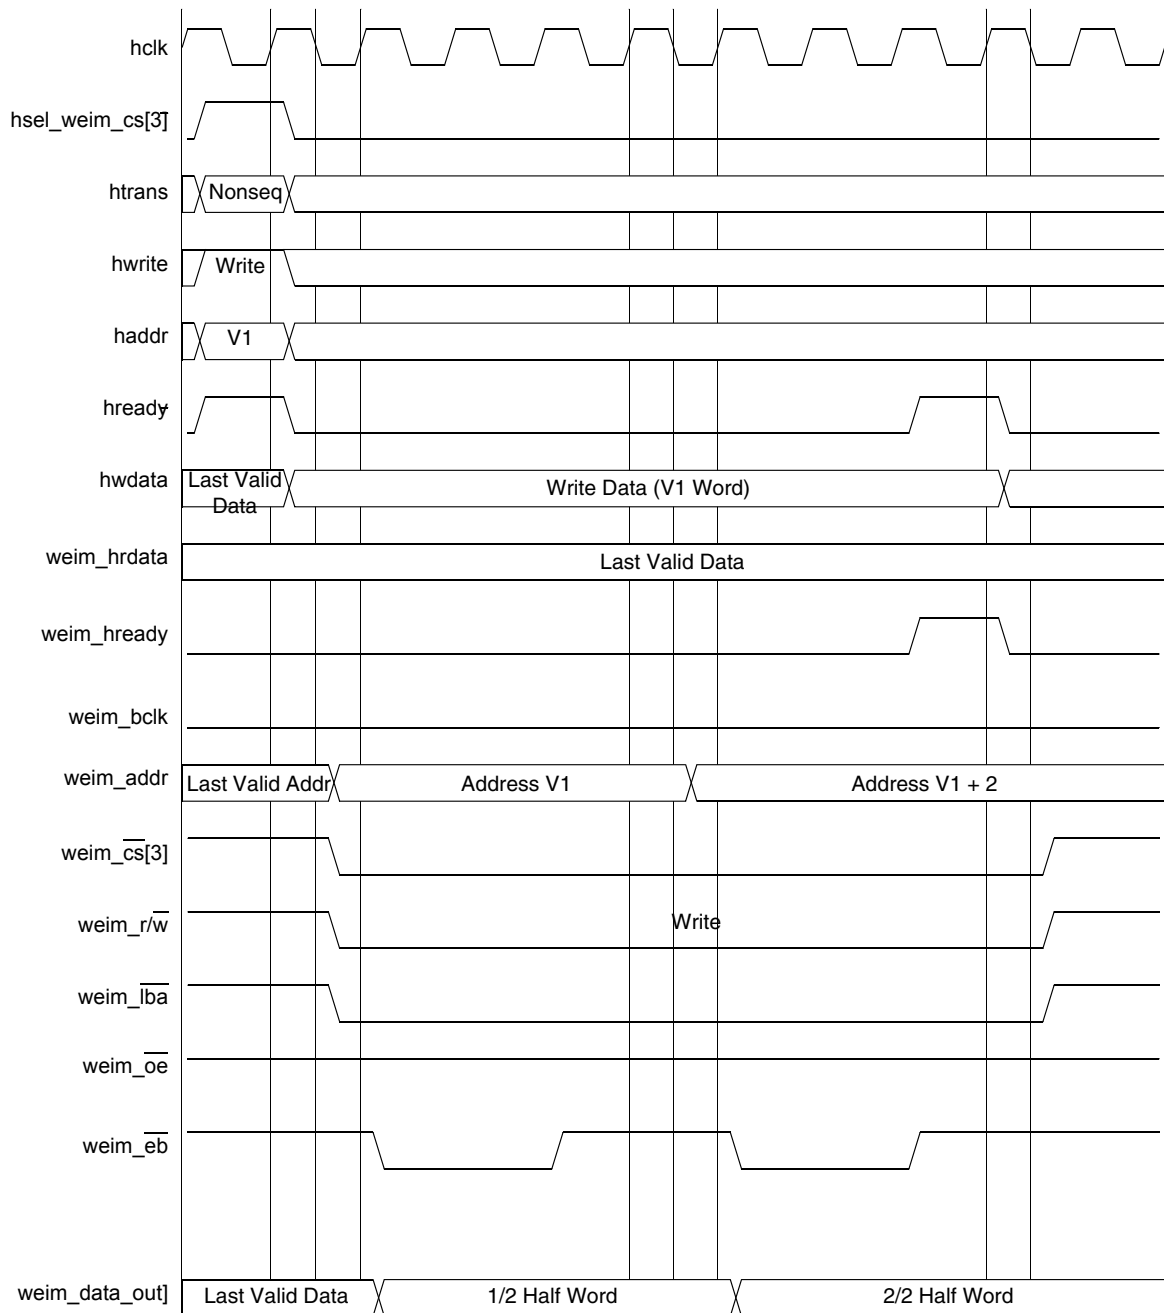 hclk
hsel_weim_cs[3]
htrans
Nonseq
hwrite
Write
haddr
V1
hready
hwdata
Last Valid
Data
Write Data (V1 Word)
weim_hrdata
Last Valid Data
weim_hready
weim_bclk
weim_addr
Last Valid Addr
Address V1
Address V1 + 2
weim_cs[3]
weim_r/w
Write
weim_lba
weim_oe
weim_eb
weim_data_out]
Last Valid Data
1/2 Half Word
2/2 Half Word